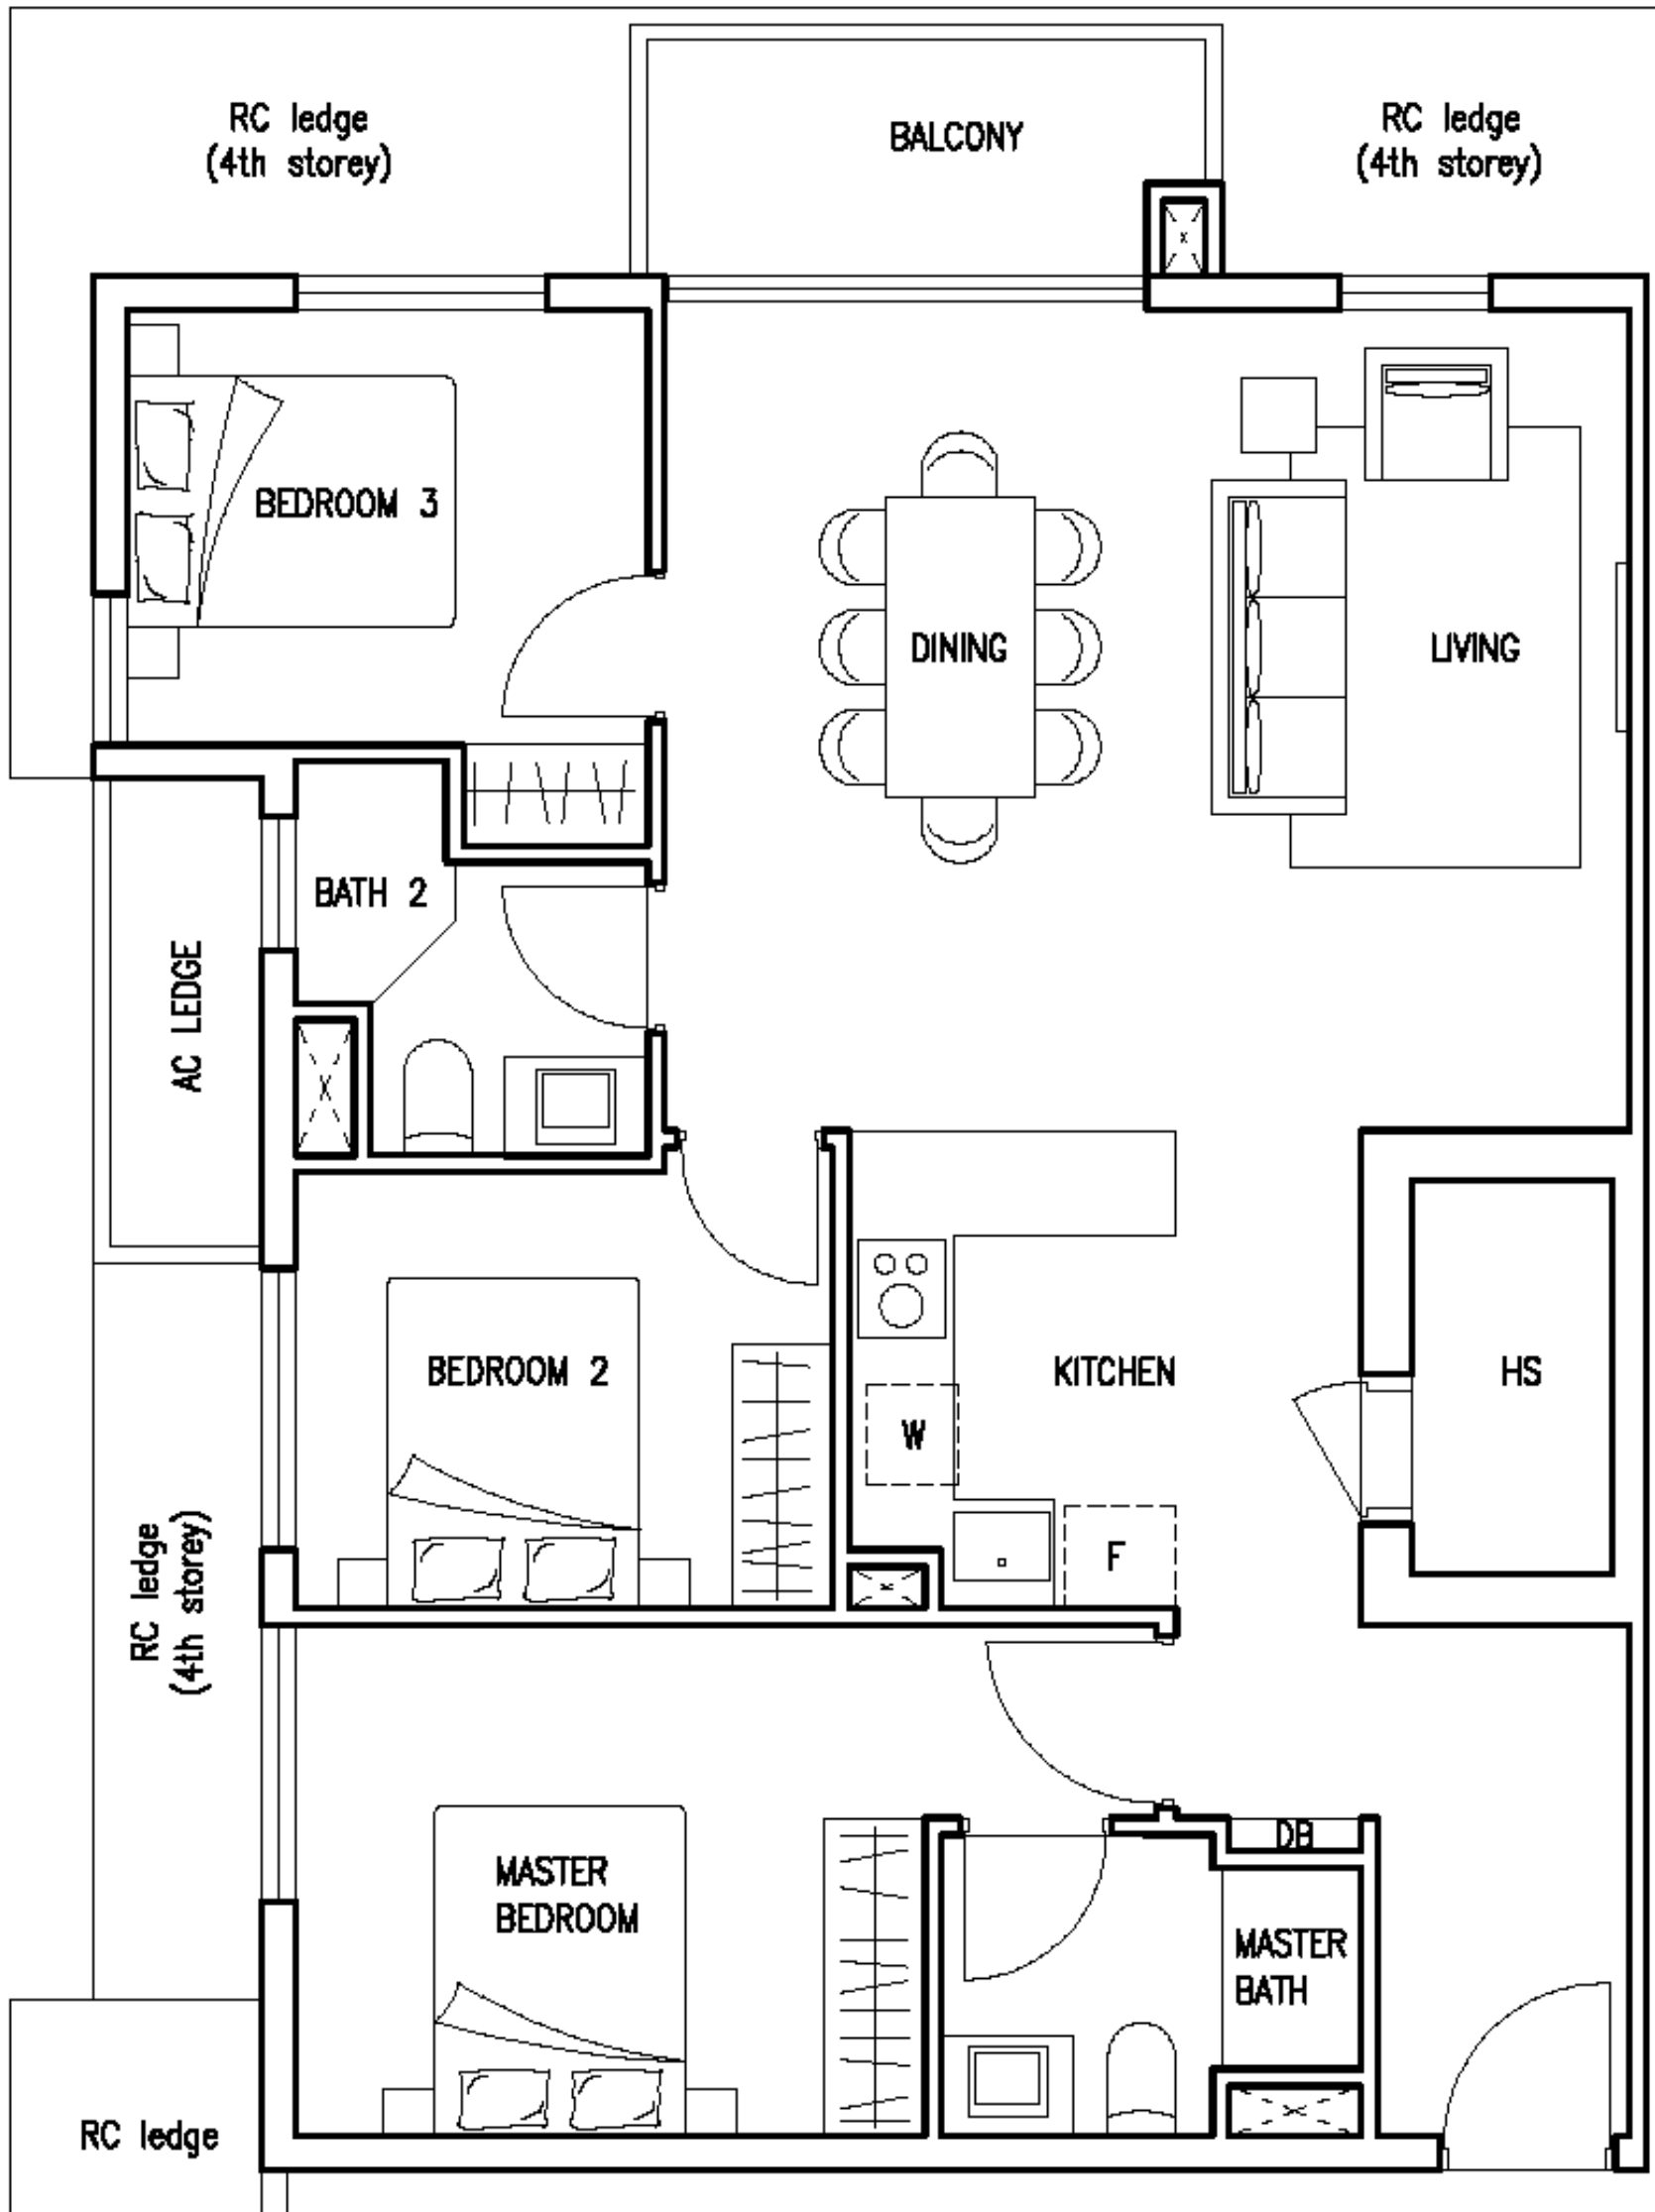 RC ledge
(4th storey)
BALCONY
RC ledge
(4th storey)
BEDROOM 3
DINING
LIVING
BATH 2
AC LEDGE
BEDROOM 2
KITCHEN
HS
W
F
RC ledge
(4th storey)
DB
MASTER
BEDROOM
MASTER
BATH
RC ledge